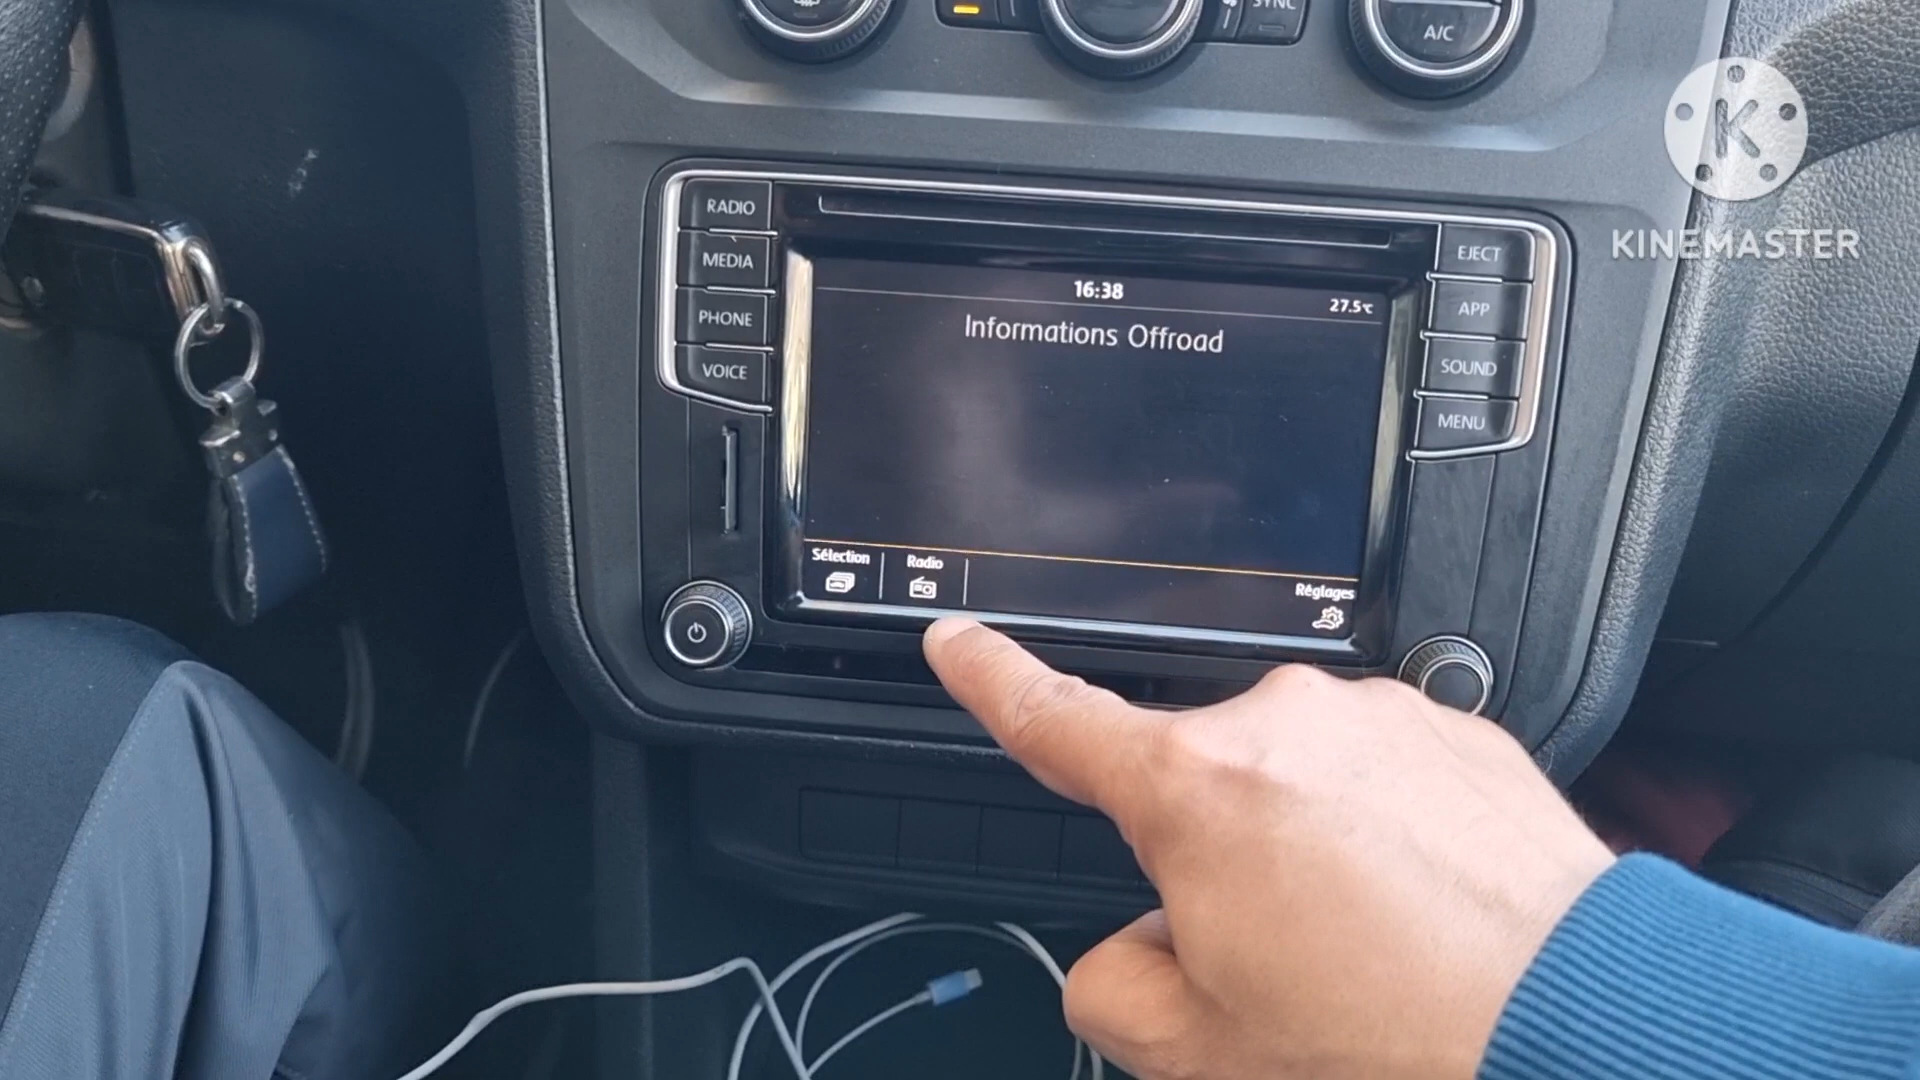 SYNC
A/C
K
KINEMASTER
RADIO
MEDIA
PHONE
VOICE
EJECT
APP
SOUND
MENU
16:38
27.5°C
Informations Offroad
Sélection
Radio
Réglages